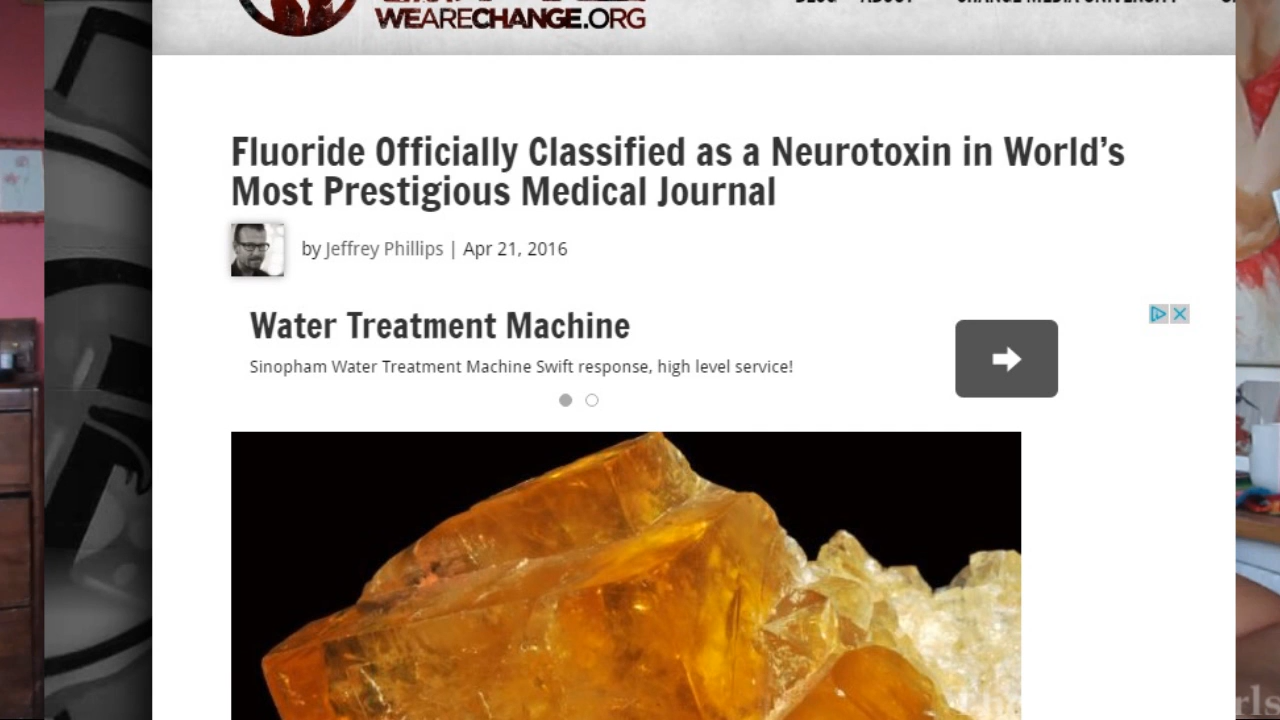 WEARECHANGE.ORG
Fluoride Officially Classified as a Neurotoxin in World's
Most Prestigious Medical Journal
by Jeffrey Phillips | Apr 21, 2016
Water Treatment Machine
Sinopham Water Treatment Machine Swift response, high level service!